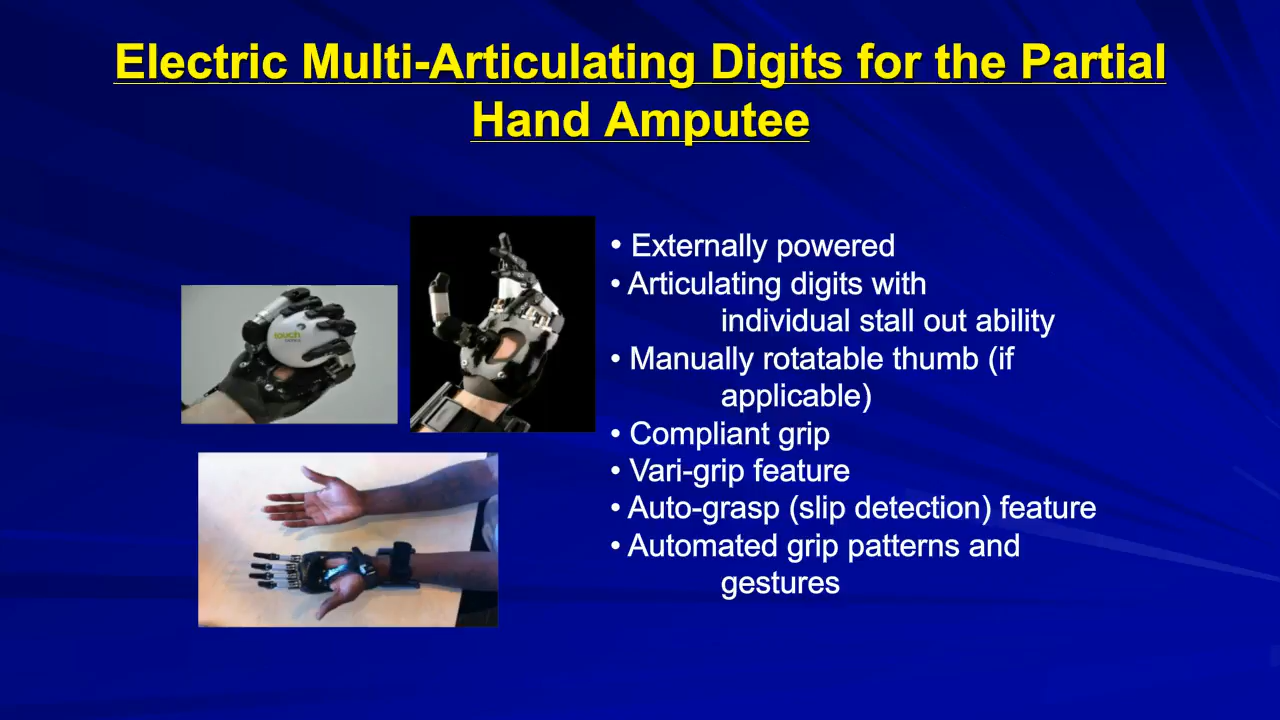 Electric Multi-Articulating Digits for the Partial
Hand Amputee
• Externally powered
• Articulating digits with
individual stall out ability
• Manually rotatable thumb (if
applicable)
• Compliant grip
• Vari-grip feature
• Auto-grasp (slip detection) feature
• Automated grip patterns and
gestures
touch